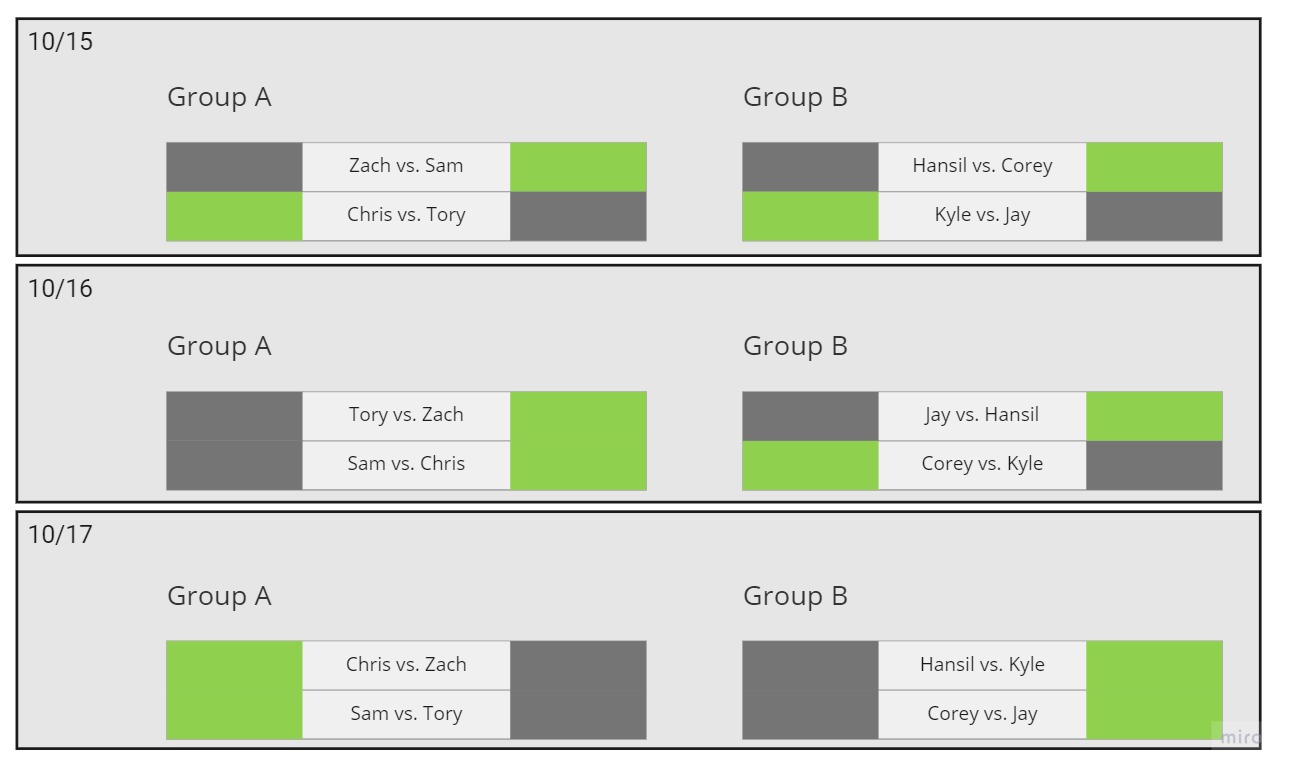 10/15
Group A
Group B
Zach vs. Sam
Hansil vs. Corey
Chris vs. Tory
Kyle vs. Jay
10/16
Group A
Group B
Tory vs. Zach
Jay vs. Hansil
Sam vs. Chris
Corey vs. Kyle
10/17
Group A
Group B
Chris vs. Zach
Hansil vs. Kyle
Sam vs. Tory
Corey vs. Jay
miro